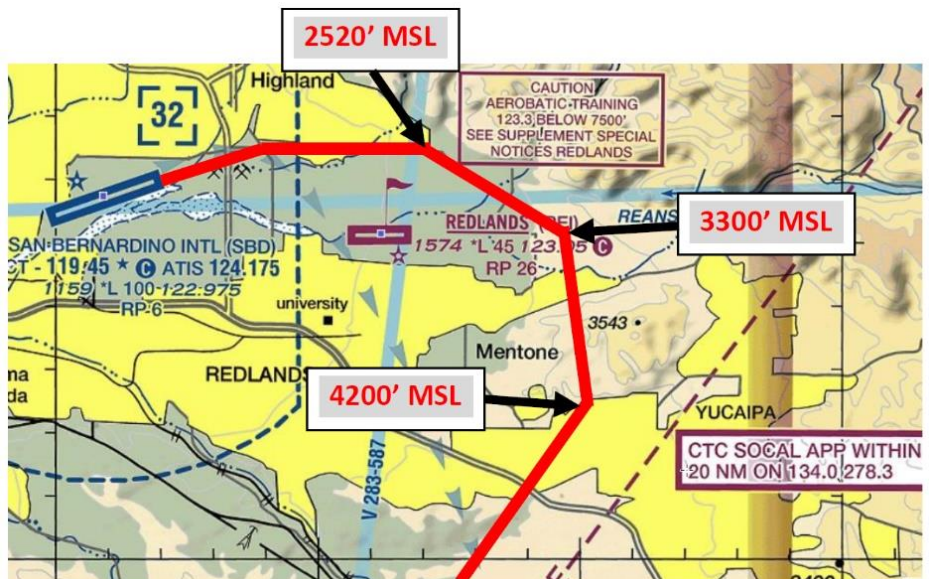 2520' MSL
Highland
32
CAUTION
AEROBATIC TRAINING
123.3 BELOW 7500'
SEE SUPPLEMENT SPECIAL
NOTICES REDLANDS
3300' MSL
REDLANDS
1574 *L 45
C
RP 26
SAN BERNARDINO INTL (SBD)
CT - 119.45 * C ATIS 124.175
1159 *L 100 122.975
RP 6
university
3543
Mentone
REDLANDS
4200' MSL
YUCAIPA
V 283-587
CTC SOCAL APP WITHIN
20 NM ON 134.0 278.3